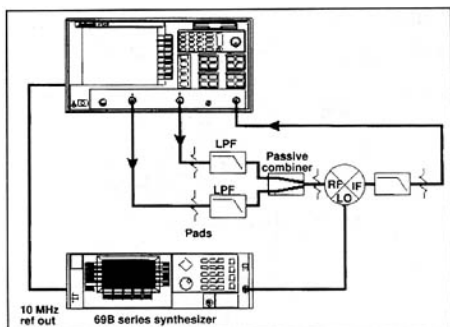 LPF
Passive
combiner
LPF
RF
IF
LO
Pads
10 MHz
ref out
69B series synthesizer